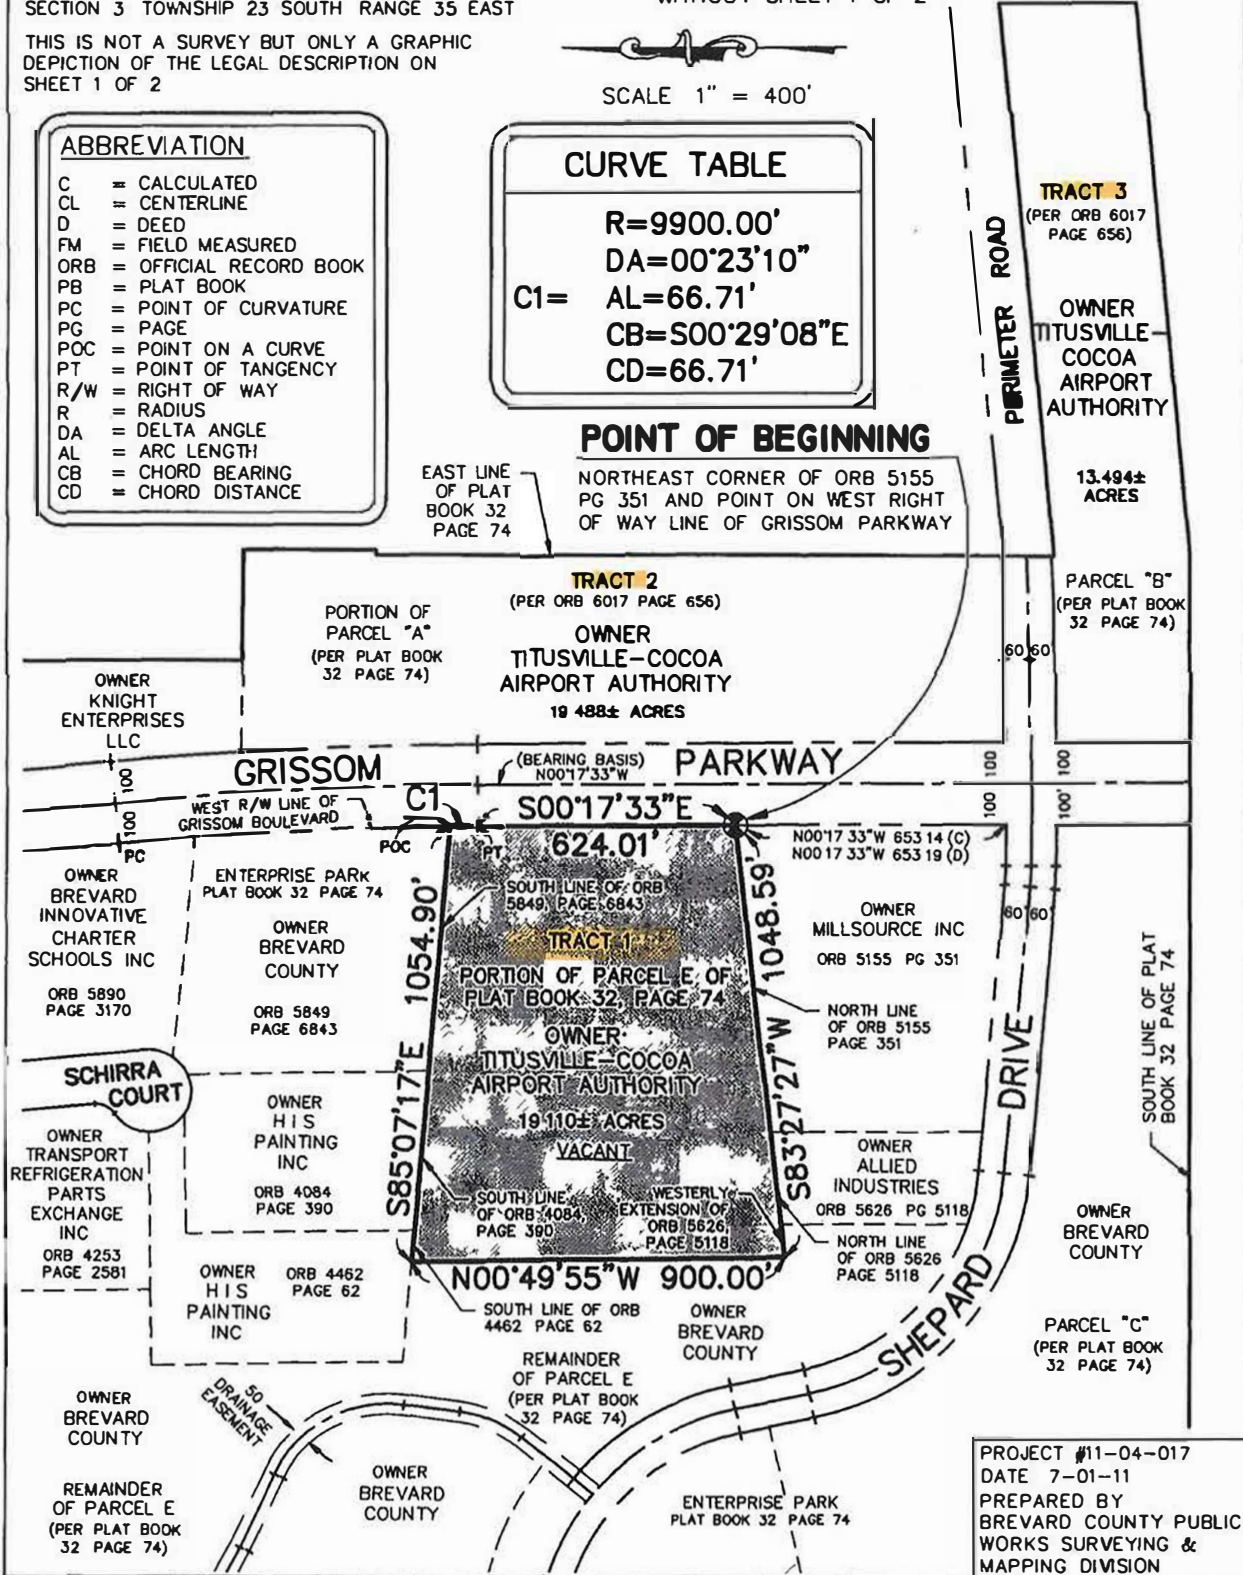 SECTION 3 TOWNSHIP 23 SOUTH RANGE 35 EAST
THIS IS NOT A SURVEY BUT ONLY A GRAPHIC
DEPICTION OF THE LEGAL DESCRIPTION ON
SHEET 1 OF 2
SCALE 1" = 400'
ABBREVIATION
C = CALCULATED
CL = CENTERLINE
D = DEED
FM = FIELD MEASURED
ORB = OFFICIAL RECORD BOOK
PB = PLAT BOOK
PC = POINT OF CURVATURE
PG = PAGE
POC = POINT ON A CURVE
PT = POINT OF TANGENCY
R/W = RIGHT OF WAY
R = RADIUS
DA = DELTA ANGLE
AL = ARC LENGTH
CB = CHORD BEARING
CD = CHORD DISTANCE
CURVE TABLE
R=9900.00'
DA=00°23'10"
C1= AL=66.71'
CB=S00°29'08"E
CD=66.71'
PERIMETER ROAD
TRACT 3
(PER ORB 6017
PAGE 656)
OWNER
TITUSVILLE-
COCOA
AIRPORT
AUTHORITY
13.494±
ACRES
POINT OF BEGINNING
NORTHEAST CORNER OF ORB 5155
PG 351 AND POINT ON WEST RIGHT
OF WAY LINE OF GRISSOM PARKWAY
EAST LINE
OF PLAT
BOOK 32
PAGE 74
TRACT 2
(PER ORB 6017 PAGE 656)
OWNER
TITUSVILLE-COCOA
AIRPORT AUTHORITY
19 488± ACRES
PORTION OF
PARCEL "A"
(PER PLAT BOOK
32 PAGE 74)
PARCEL "B"
(PER PLAT BOOK
32 PAGE 74)
60' 60'
OWNER
KNIGHT
ENTERPRISES
LLC
100
100
PC
GRISSOM PARKWAY
(BEARING BASIS)
N00°17'33"W
100
100
100
100'
WEST R/W LINE OF
GRISSOM BOULEVARD
C1
POC
PT
S00°17'33"E
624.01'
N00°17 33"W 653 14 (C)
N00 17 33"W 653 19 (D)
OWNER
BREVARD
INNOVATIVE
CHARTER
SCHOOLS INC
ORB 5890
PAGE 3170
ENTERPRISE PARK
PLAT BOOK 32 PAGE 74
OWNER
BREVARD
COUNTY
ORB 5849
PAGE 6843
S85°07'17"E 1054.90'
SOUTH LINE OF ORB
5849, PAGE 6843
TRACT 1
PORTION OF PARCEL E OF
PLAT BOOK 32, PAGE 74
OWNER
TITUSVILLE-COCOA
AIRPORT AUTHORITY
19 110± ACRES
VACANT
S83°27'27"W 1048.59'
OWNER
MILLSOURCE INC
ORB 5155 PG 351
NORTH LINE
OF ORB 5155
PAGE 351
60' 60'
SOUTH LINE OF PLAT
BOOK 32 PAGE 74
SCHIRRA
COURT
OWNER
TRANSPORT
REFRIGERATION
PARTS
EXCHANGE
INC
ORB 4253
PAGE 2581
OWNER
H I S
PAINTING
INC
ORB 4084
PAGE 390
SOUTH LINE
OF ORB 4084,
PAGE 390
WESTERLY
EXTENSION OF
ORB 5626,
PAGE 5118
OWNER
ALLIED
INDUSTRIES
ORB 5626 PG 5118
NORTH LINE
OF ORB 5626
PAGE 5118
OWNER
BREVARD
COUNTY
PARCEL "C"
(PER PLAT BOOK
32 PAGE 74)
OWNER
H I S
PAINTING
INC
ORB 4462
PAGE 62
N00°49'55"W 900.00'
SOUTH LINE OF ORB
4462 PAGE 62
OWNER
BREVARD
COUNTY
SHEPARD DRIVE
REMAINDER
OF PARCEL E
(PER PLAT BOOK
32 PAGE 74)
OWNER
BREVARD
COUNTY
50
DRAINAGE
EASEMENT
REMAINDER
OF PARCEL E
(PER PLAT BOOK
32 PAGE 74)
OWNER
BREVARD
COUNTY
ENTERPRISE PARK
PLAT BOOK 32 PAGE 74
PROJECT #11-04-017
DATE 7-01-11
PREPARED BY
BREVARD COUNTY PUBLIC
WORKS SURVEYING &
MAPPING DIVISION